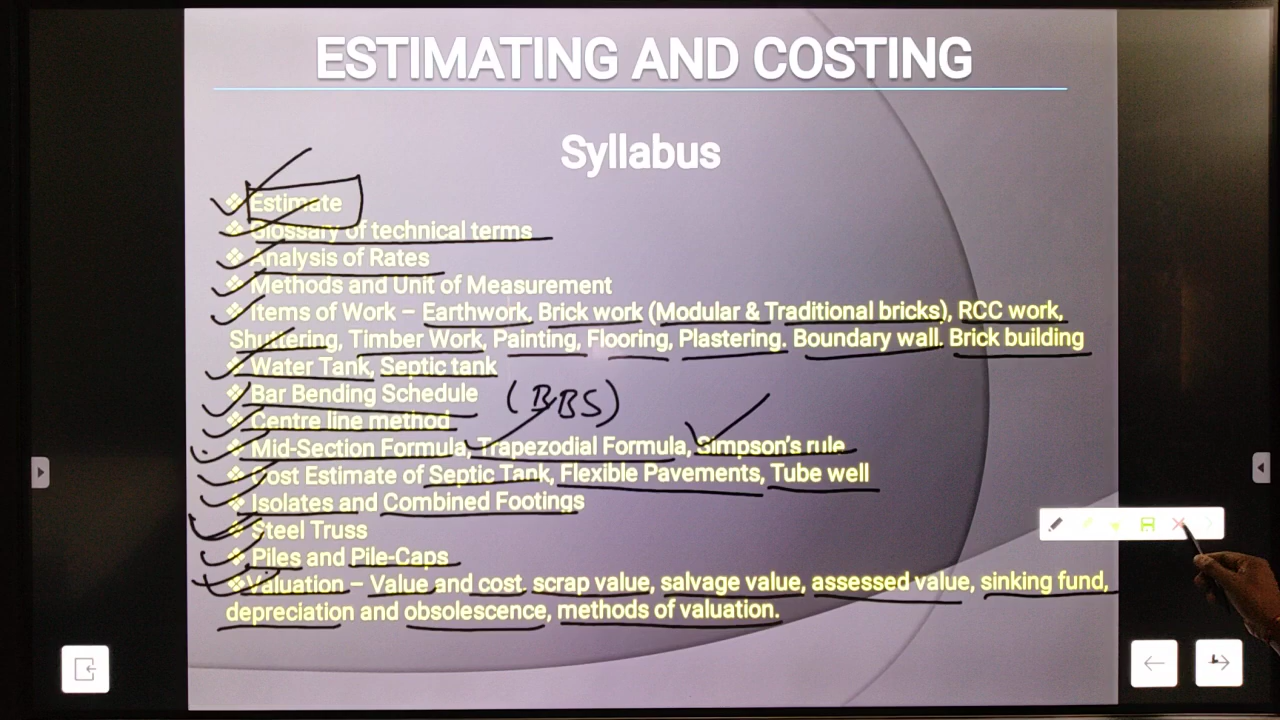 ESTIMATING AND COSTING
Syllabus
❖ Estimate
❖ Glossary of technical terms
❖ Analysis of Rates
❖ Methods and Unit of Measurement
❖ Items of Work – Earthwork, Brick work (Modular & Traditional bricks), RCC work,
Shuttering, Timber Work, Painting, Flooring, Plastering. Boundary wall. Brick building
❖ Water Tank, Septic tank
❖ Bar Bending Schedule (BBS)
❖ Centre line method
❖ Mid-Section Formula, Trapezodial Formula, Simpson's rule
❖ Cost Estimate of Septic Tank, Flexible Pavements, Tube well
❖ Isolates and Combined Footings
❖ Steel Truss
❖ Piles and Pile-Caps
❖Valuation – Value and cost. scrap value, salvage value, assessed value, sinking fund,
depreciation and obsolescence, methods of valuation.